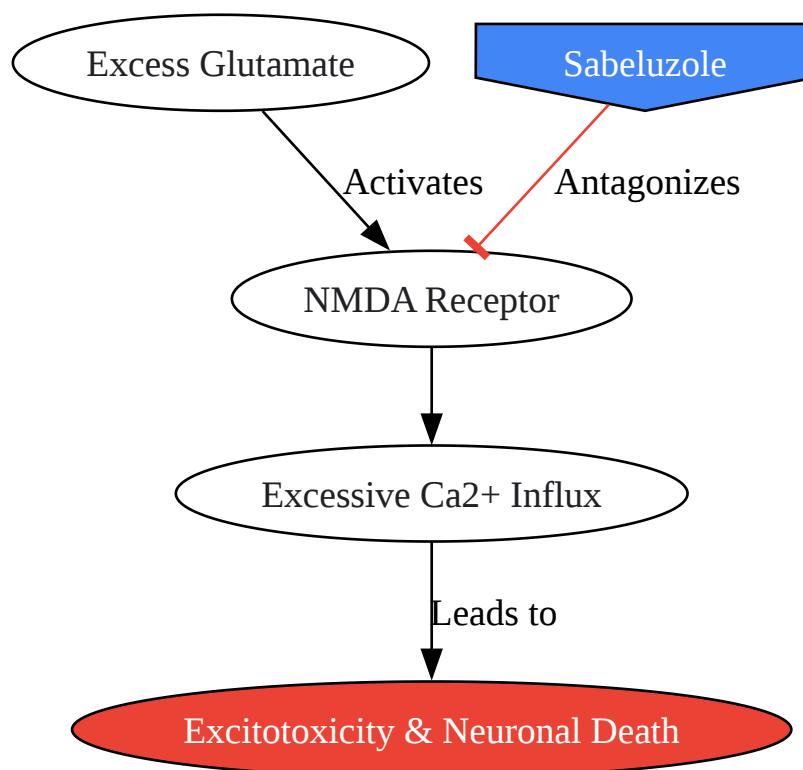 Excess Glutamate
Sabeluzole
Activates
Antagonizes
NMDA Receptor
Excessive Ca2+ Influx
Leads to
Excitotoxicity & Neuronal Death